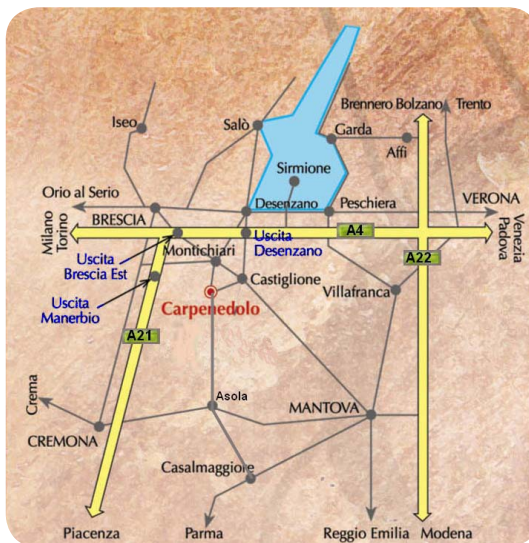 Brennero Bolzano
Trento
Iseo
Salò
Garda
Affi
Sirmione
Orio al Serio
Desenzano
Peschiera
VERONA
BRESCIA
Milano
Torino
A4
Venezia
Padova
Uscita
Brescia Est
Montichiari
Uscita
Desenzano
A22
Uscita
Manerbio
Castiglione
Villafranca
Carpenedolo
A21
Crema
Asola
MANTOVA
CREMONA
Casalmaggiore
Piacenza
Parma
Reggio Emilia
Modena